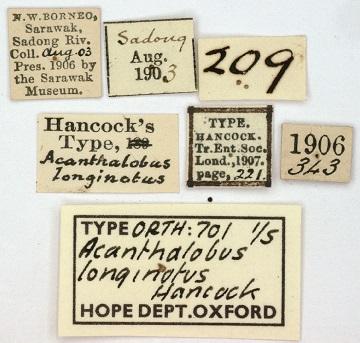 N.W. BORNEO,
Sarawak,
Sadong Riv.
Coll. Aug. 03
Pres. 1906 by
the Sarawak
Museum.
Sadong
Aug.
1903
209
Hancock's
Type,
Acanthalobus
longinotus
TYPE.
HANCOCK.
Tr. Ent. Soc.
Lond., 1907.
page, 221.
1906
343
TYPE ORTH: 701 1/5
Acanthalobus
longinotus
Hancock
HOPE DEPT. OXFORD